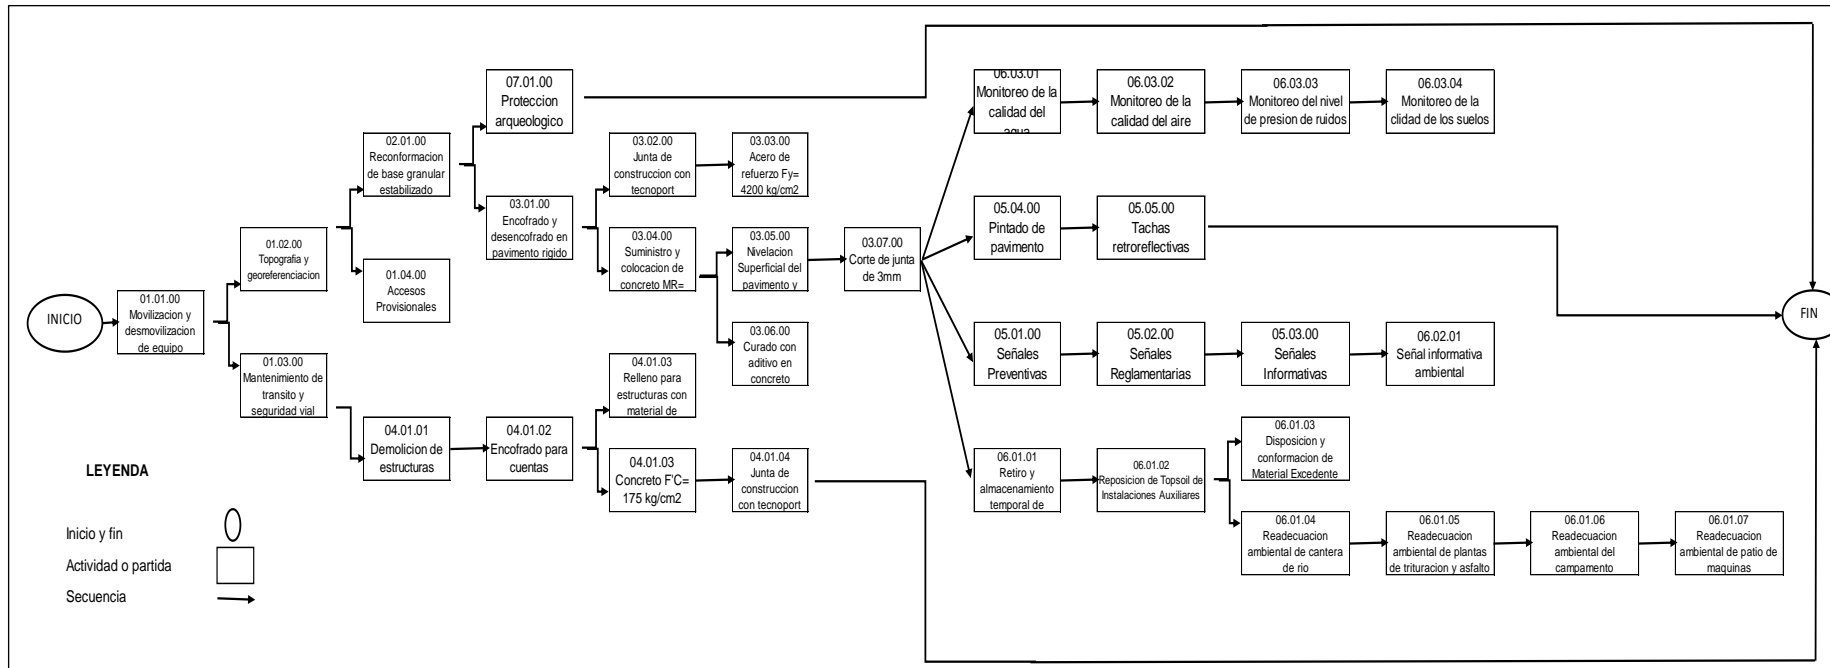 INICIO
01.01.00
Movilizacion y
desmovilizacion
de equipo
01.02.00
Topografia y
georeferenciacion
01.03.00
Mantenimiento de
transito y
seguridad vial
02.01.00
Reconformacion
de base granular
estabilizado
01.04.00
Accesos
Provisionales
04.01.01
Demolicion de
estructuras
07.01.00
Proteccion
arqueologico
03.01.00
Encofrado y
desencofrado en
pavimento rigido
04.01.02
Encofrado para
cuentas
03.02.00
Junta de
construccion con
tecnoport
03.04.00
Suministro y
colocacion de
concreto MR=
04.01.03
Relleno para
estructuras con
material de
04.01.03
Concreto F'C=
175 kg/cm2
03.03.00
Acero de
refuerzo Fy=
4200 kg/cm2
03.05.00
Nivelacion
Superficial del
pavimento y
03.06.00
Curado con
aditivo en
concreto
04.01.04
Junta de
construccion
con tecnoport
03.07.00
Corte de junta
de 3mm
06.03.01
Monitoreo de la
calidad del
agua
06.03.02
Monitoreo de la
calidad del aire
06.03.03
Monitoreo del nivel
de presion de ruidos
06.03.04
Monitoreo de la
clidad de los suelos
05.04.00
Pintado de
pavimento
05.05.00
Tachas
retroreflectivas
05.01.00
Señales
Preventivas
05.02.00
Señales
Reglamentarias
05.03.00
Señales
Informativas
06.02.01
Señal informativa
ambiental
06.01.01
Retiro y
almacenamiento
temporal de
06.01.02
Reposicion de Topsoil de
Instalaciones Auxiliares
06.01.03
Disposicion y
conformacion de
Material Excedente
06.01.04
Readecuacion
ambiental de cantera
de rio
06.01.05
Readecuacion
ambiental de plantas
de trituracion y asfalto
06.01.06
Readecuacion
ambiental del
campamento
06.01.07
Readecuacion
ambiental de patio de
maquinas
FIN
LEYENDA
Inicio y fin
Actividad o partida
Secuencia